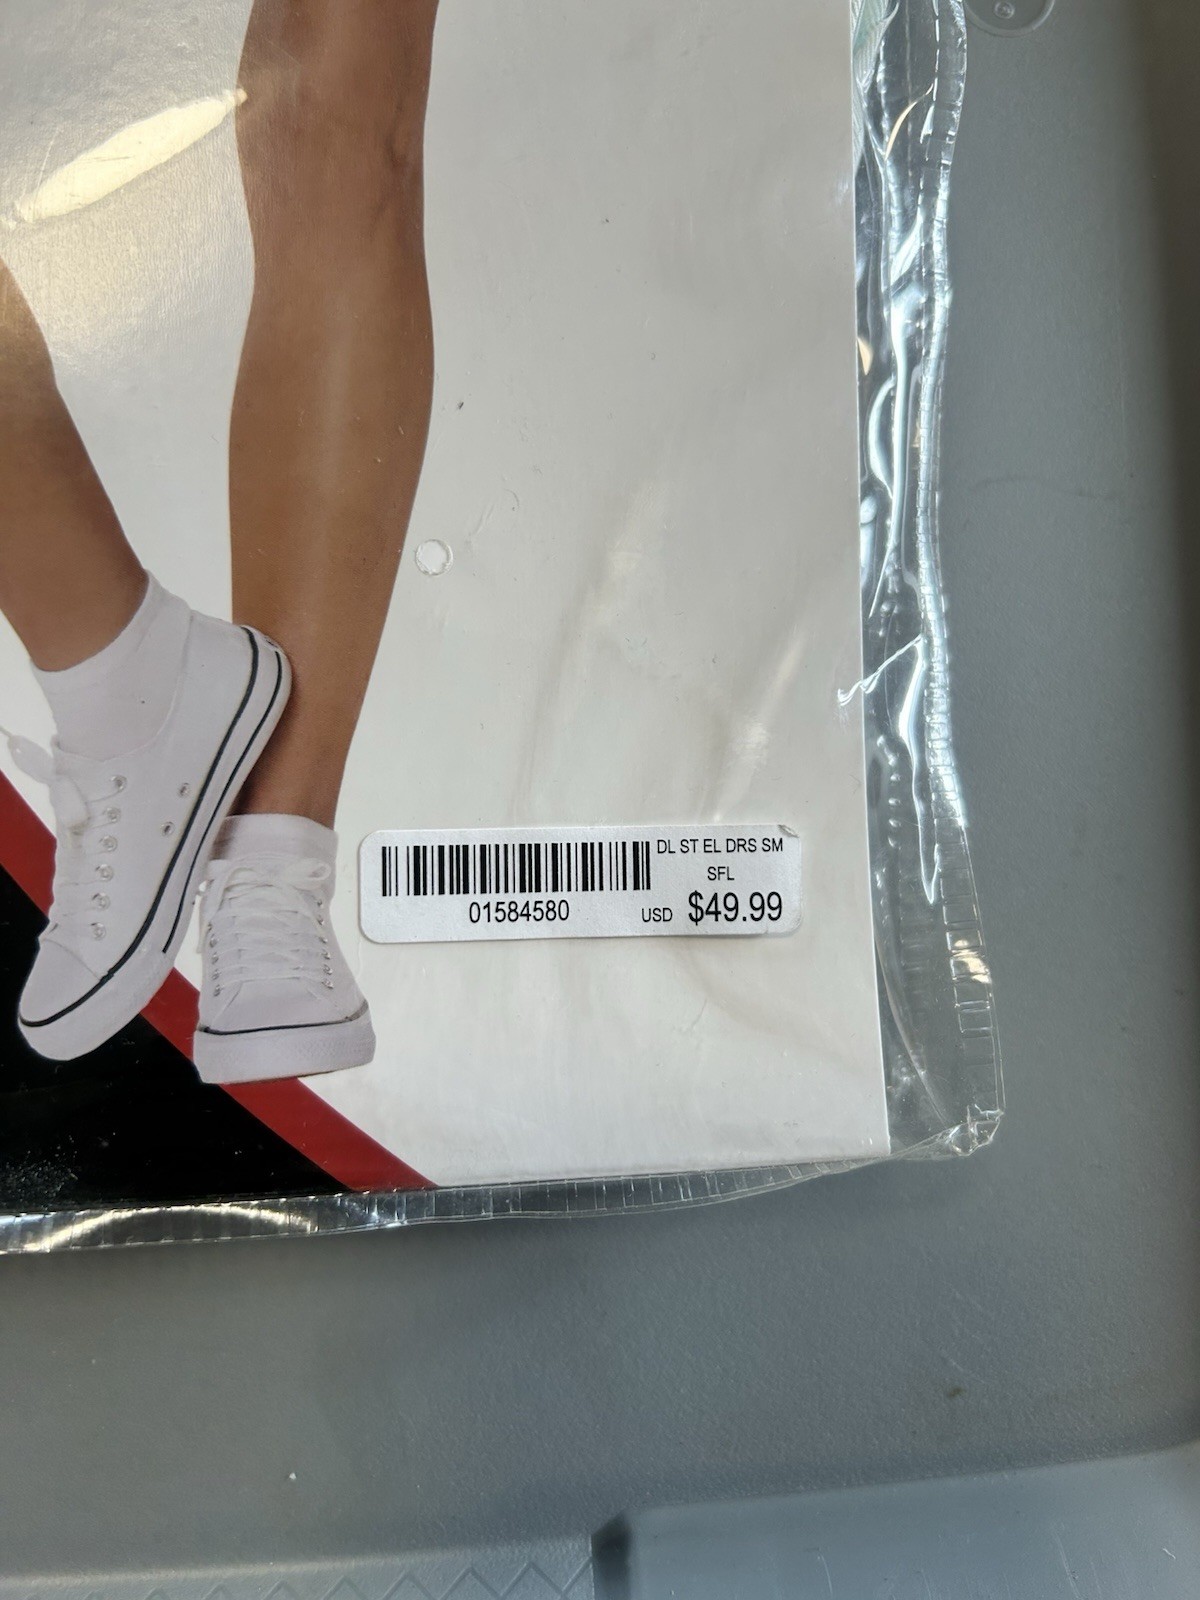 DL ST EL DRS SM
SFL
01584580
USD $49.99